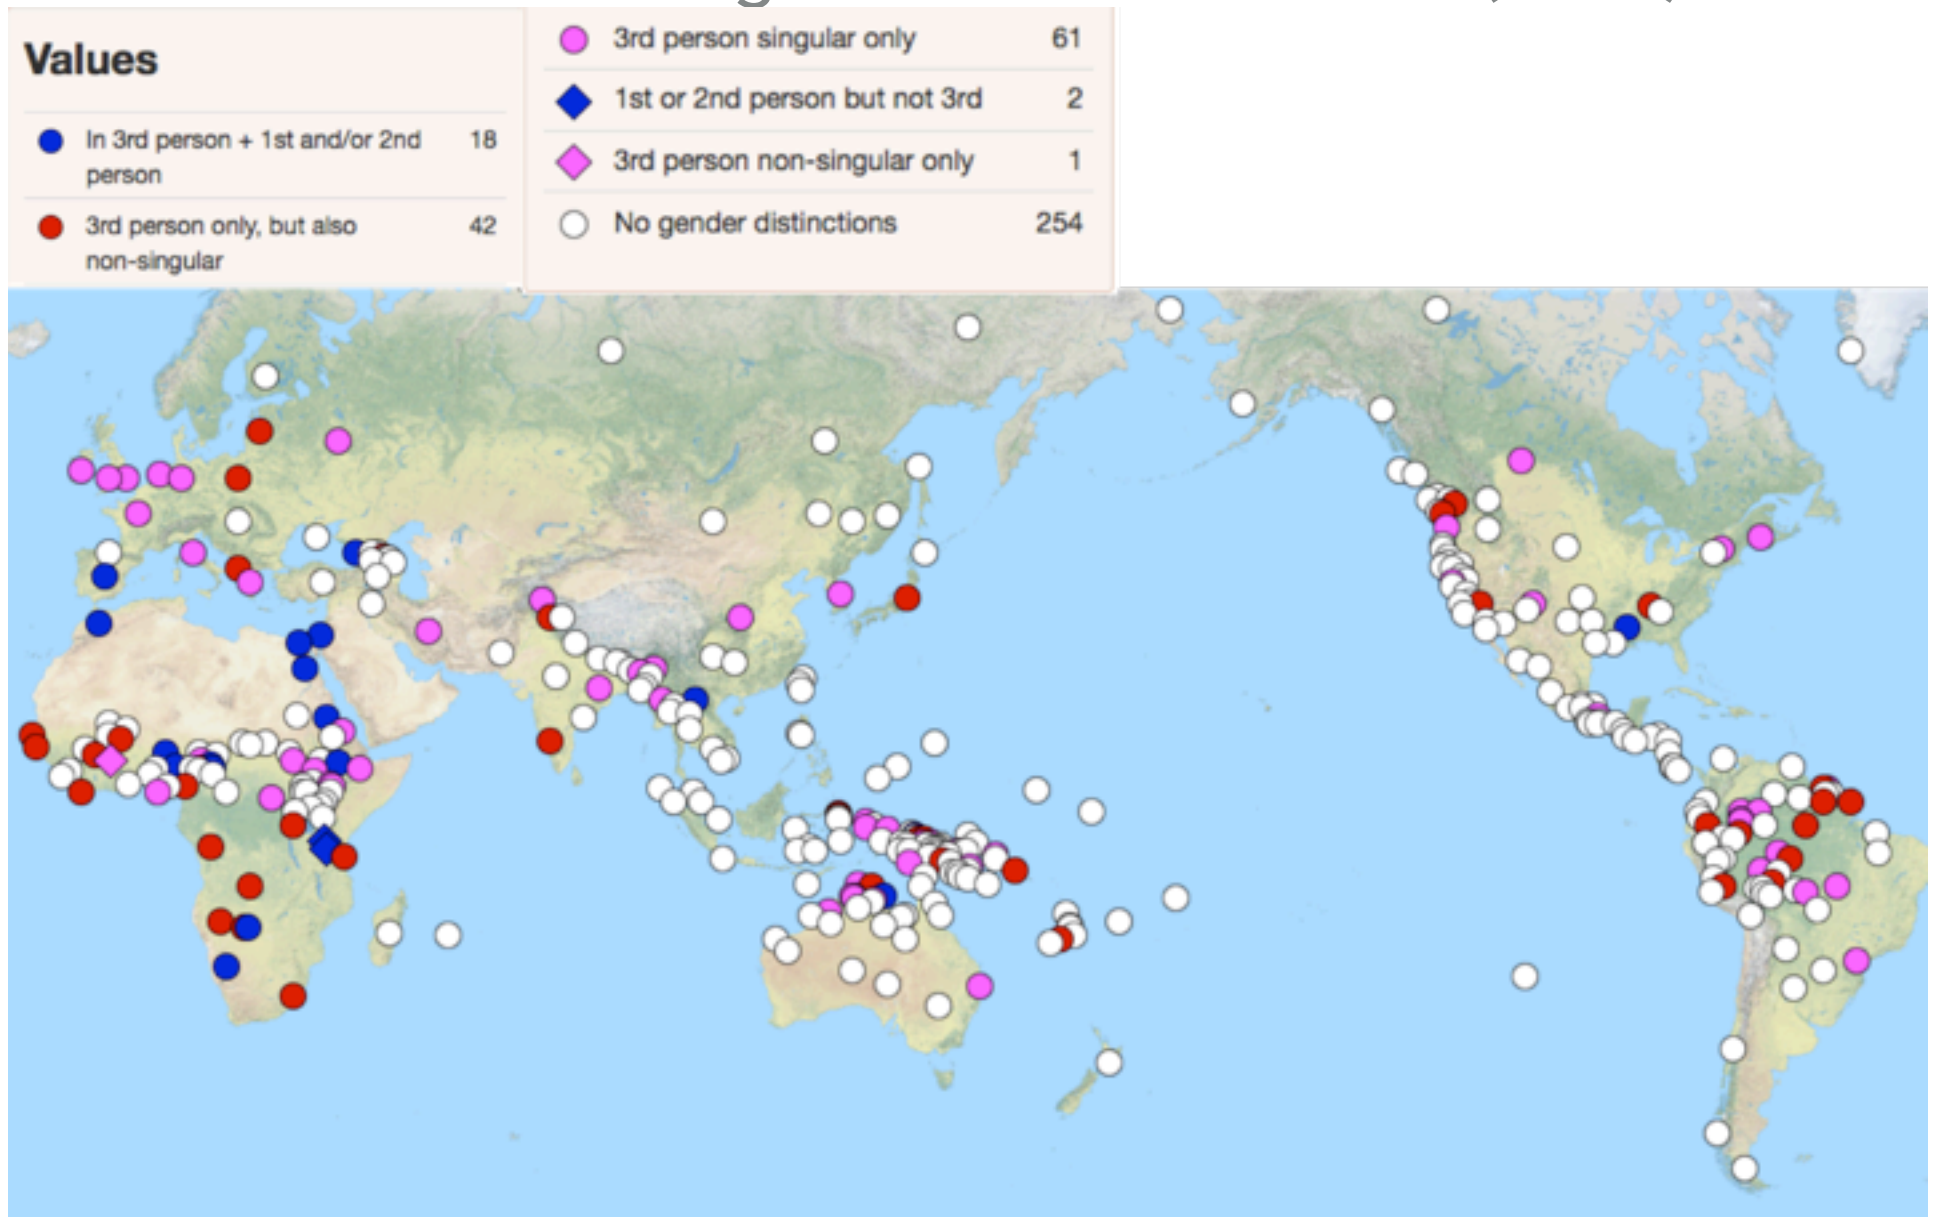 Values
In 3rd person + 1st and/or 2nd 18
person
3rd person only, but also 42
non-singular
3rd person singular only 61
1st or 2nd person but not 3rd 2
3rd person non-singular only 1
No gender distinctions 254